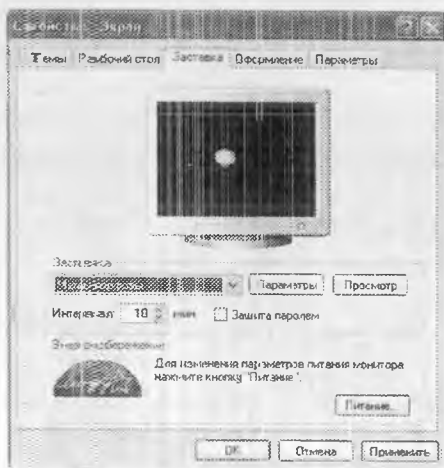 Свойства: Экран
Темы Рабочий стол Заставка Оформление Параметры
Заставка
Параметры Просмотр
Интервал: 10 мин Защита паролем
Энергосбережение
Для изменения параметров питания монитора
нажмите кнопку "Питание".
Питание...
OK Отмена Применить